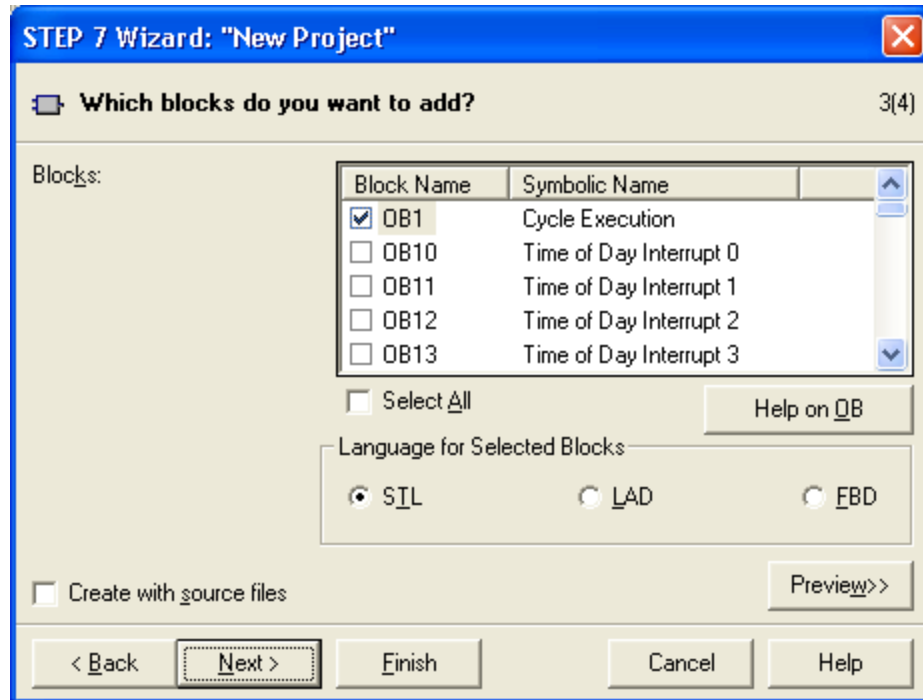 STEP 7 Wizard: "New Project"
Which blocks do you want to add? 3(4)
Blocks:
Block Name Symbolic Name
OB1 Cycle Execution
OB10 Time of Day Interrupt 0
OB11 Time of Day Interrupt 1
OB12 Time of Day Interrupt 2
OB13 Time of Day Interrupt 3
Select All
Help on OB
Language for Selected Blocks
STL LAD FBD
Create with source files
Preview>>
< Back Next > Finish Cancel Help